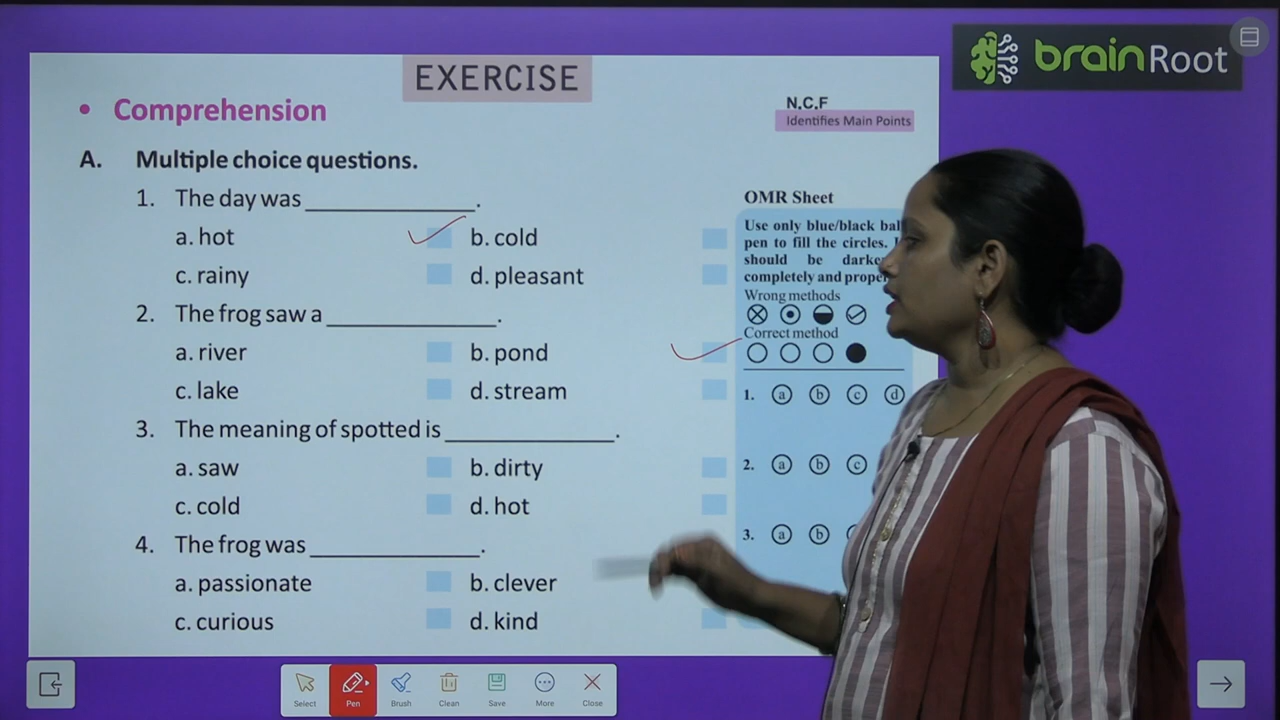 brainRoot
EXERCISE
• Comprehension
N.C.F
Identifies Main Points
A. Multiple choice questions.
1. The day was ______________.
a. hot
b. cold
c. rainy
d. pleasant
2. The frog saw a ______________.
a. river
b. pond
c. lake
d. stream
3. The meaning of spotted is ______________.
a. saw
b. dirty
c. cold
d. hot
4. The frog was ______________.
a. passionate
b. clever
c. curious
d. kind
OMR Sheet
Use only blue/black
pen to fill the circles.
should be
completely and
Wrong methods
Correct method
1. a b c d
2. a b c
3. a b
Select
Pen
Brush
Clean
Save
More
Close